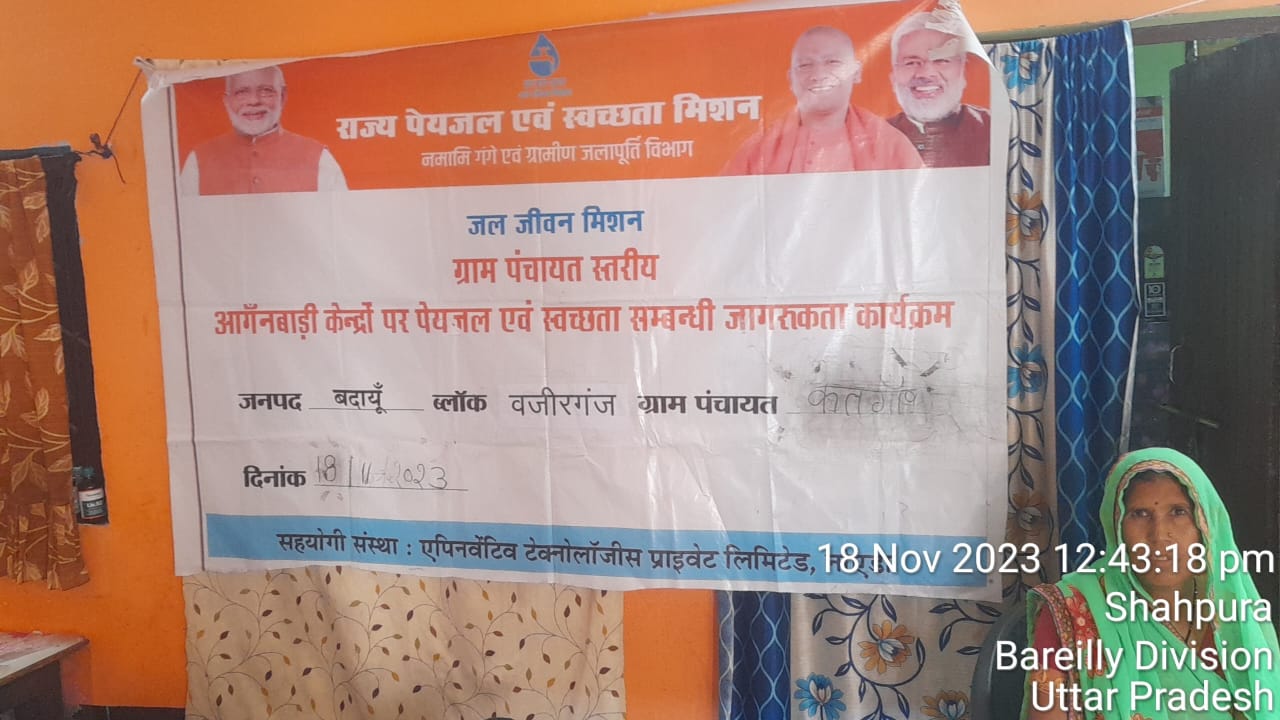 राज्य पेयजल एवं स्वच्छता मिशन
नमामि गंगे एवं ग्रामीण जलापूर्ति विभाग
जल जीवन मिशन
ग्राम पंचायत स्तरीय
आगँनबाड़ी केन्द्रों पर पेयजल एवं स्वच्छता सम्बन्धी जागरुकता कार्यक्रम
जनपद बदायूँ ब्लॉक वजीरगंज ग्राम पंचायत
दिनांक 18/11/2023
सहयोगी संस्था : एपिनर्वेटिव टेक्नोलॉजीस प्राइवेट लिमिटेड,
18 Nov 2023 12:43:18 pm
Shahpura
Bareilly Division
Uttar Pradesh